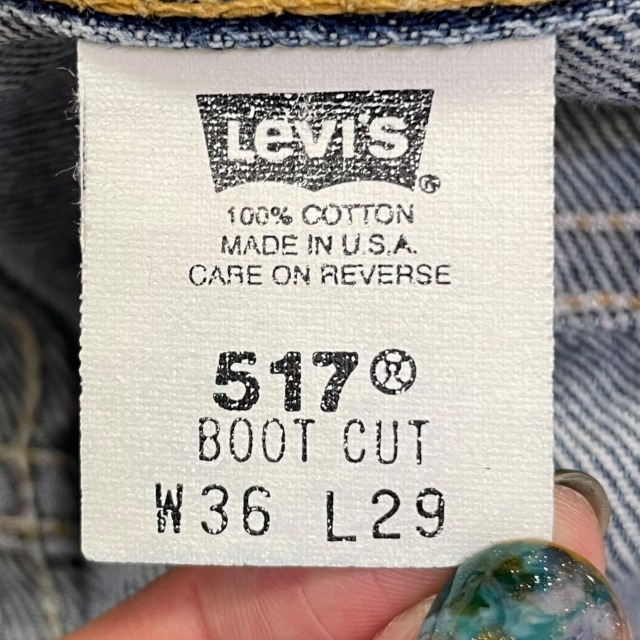 LEVI'S®
100% COTTON
MADE IN U.S.A.
CARE ON REVERSE
517®
BOOT CUT
W36 L29